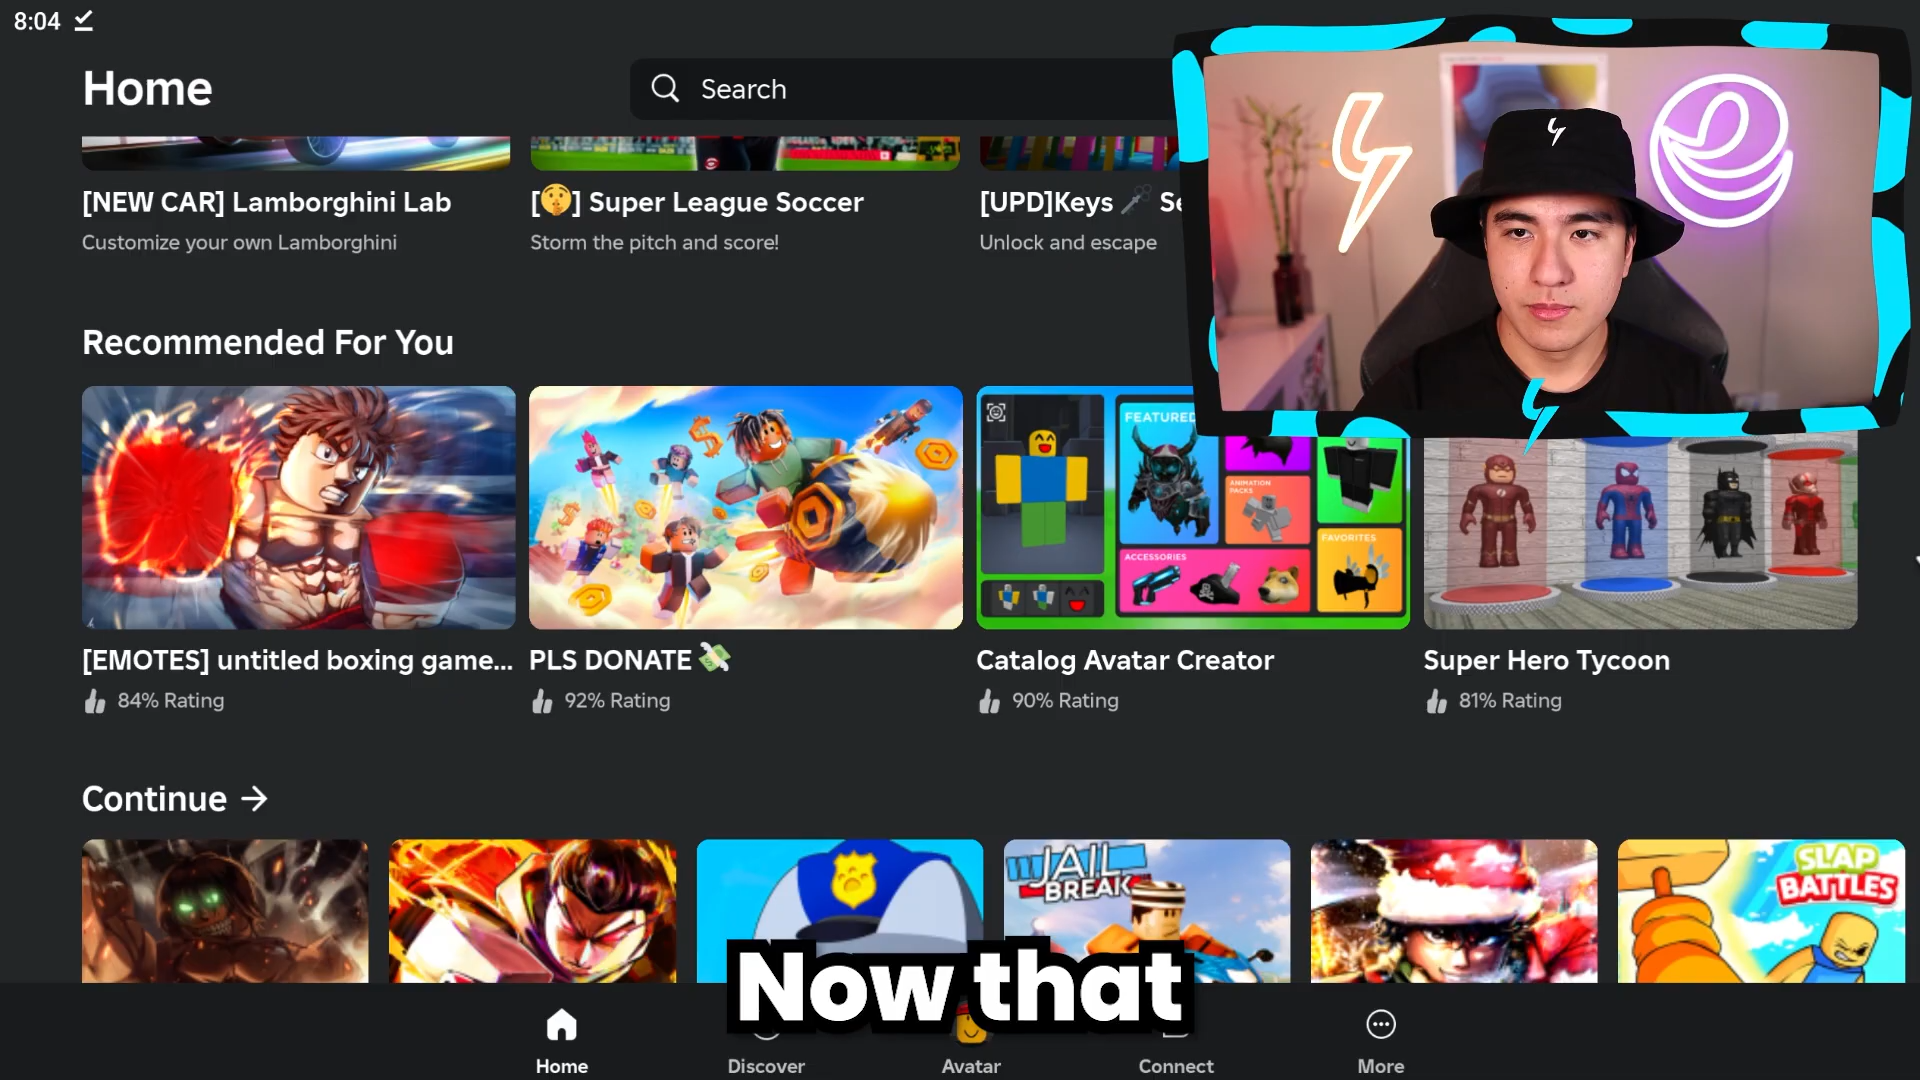 8:04
Home
Search
[NEW CAR] Lamborghini Lab
[🤫] Super League Soccer
[UPD]Keys 🗝 Se
Customize your own Lamborghini
Storm the pitch and score!
Unlock and escape
Recommended For You
FEATURED
ANIMATION
PACKS
ACCESSORIES
FAVORITES
[EMOTES] untitled boxing game...
PLS DONATE 💸
Catalog Avatar Creator
Super Hero Tycoon
84% Rating
92% Rating
90% Rating
81% Rating
Continue →
JAIL
BREAK
SLAP
BATTLES
Now that
Home
Discover
Avatar
Connect
More